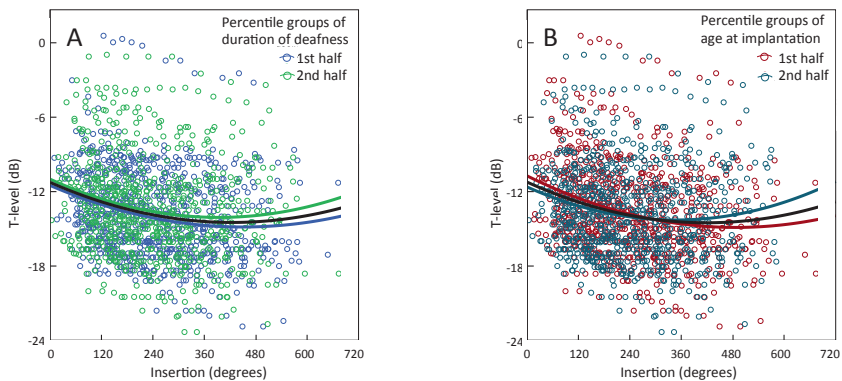 A
Percentile groups of
duration of deafness
1st half
2nd half
0
-6
-12
-18
-24
T-level (dB)
0 120 240 360 480 600 720
Insertion (degrees)
B
Percentile groups of
age at implantation
1st half
2nd half
0
-6
-12
-18
-24
T-level (dB)
0 120 240 360 480 600 720
Insertion (degrees)